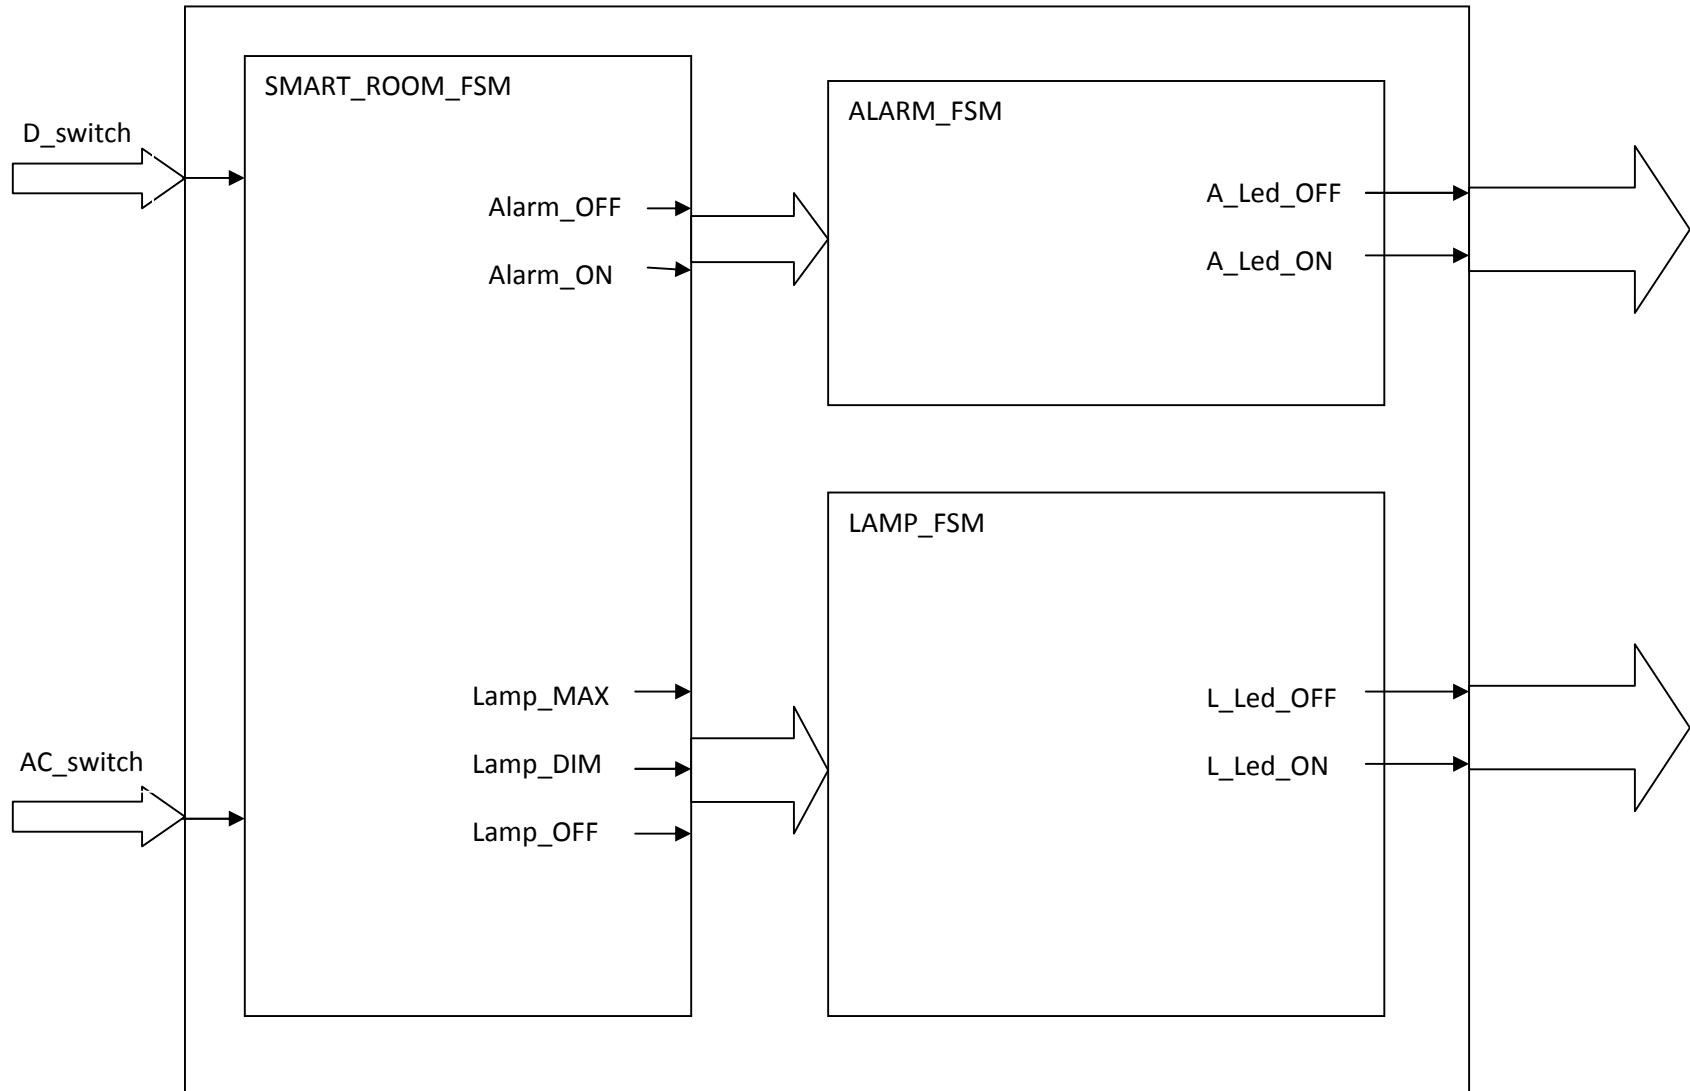 SMART_ROOM_FSM
ALARM_FSM
D_switch
Alarm_OFF
A_Led_OFF
Alarm_ON
A_Led_ON
LAMP_FSM
Lamp_MAX
L_Led_OFF
AC_switch
Lamp_DIM
L_Led_ON
Lamp_OFF